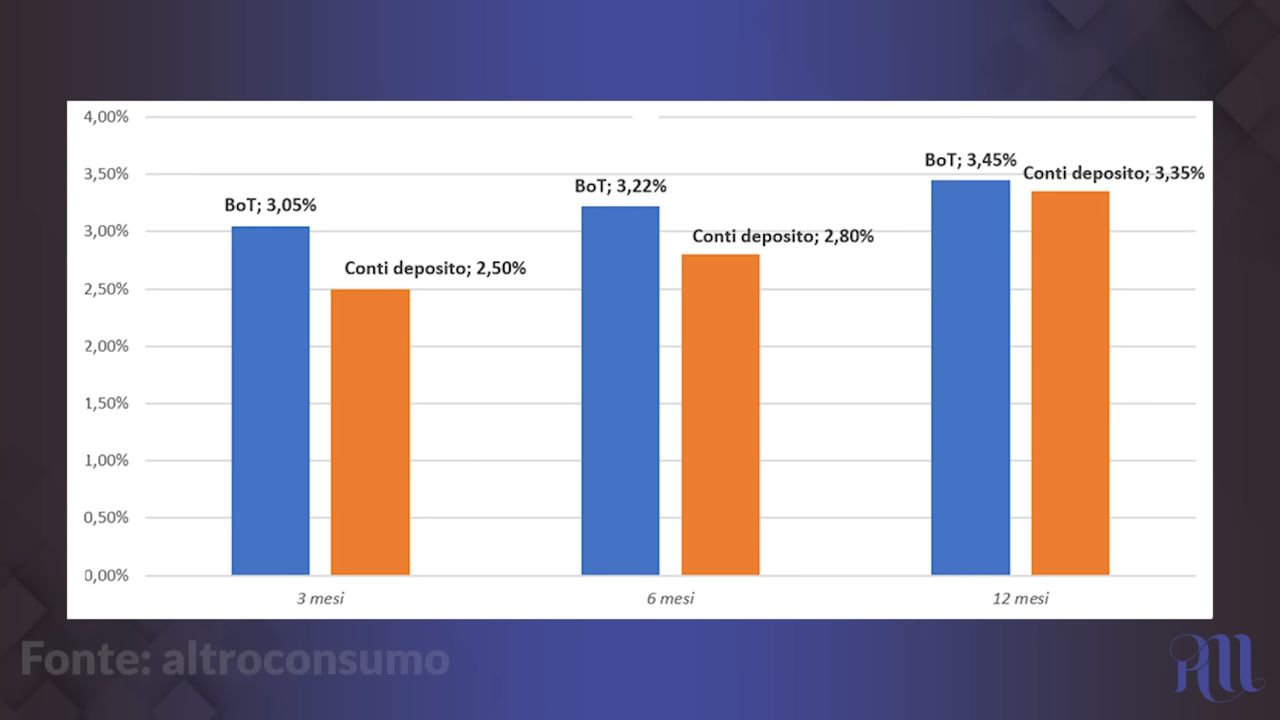 4,00%
3,50%
3,00%
2,50%
2,00%
1,50%
1,00%
0,50%
0,00%
BoT; 3,05%
Conti deposito; 2,50%
BoT; 3,22%
Conti deposito; 2,80%
BoT; 3,45%
Conti deposito; 3,35%
3 mesi
6 mesi
12 mesi
Fonte: altroconsumo